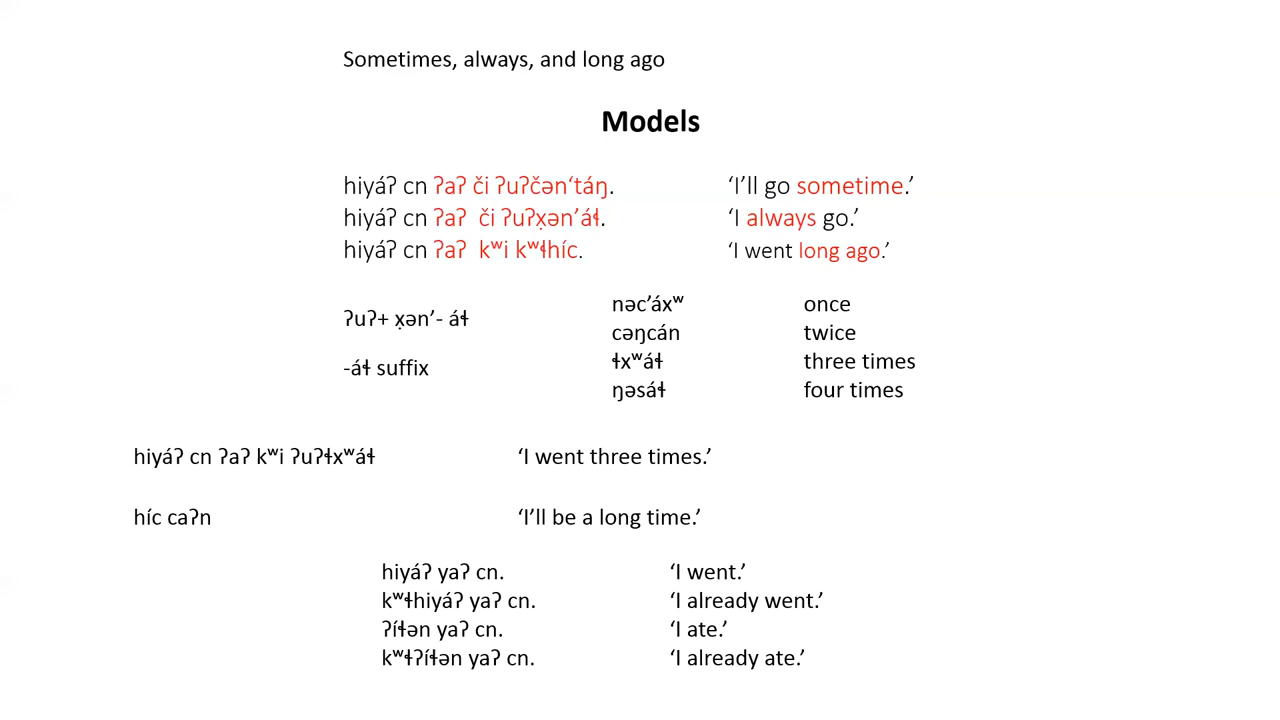 Sometimes, always, and long ago
Models
hiyáʔ cn ʔaʔ či ʔuʔčən‘táŋ. ‘I’ll go sometime.’
hiyáʔ cn ʔaʔ či ʔuʔx̣ən’áɬ. ‘I always go.’
hiyáʔ cn ʔaʔ kʷi kʷɬhíc. ‘I went long ago.’
ʔuʔ+ x̣ən’- áɬ
-áɬ suffix
nəc’áxʷ once
cəŋcán twice
ɬxʷáɬ three times
ŋəsáɬ four times
hiyáʔ cn ʔaʔ kʷi ʔuʔɬxʷáɬ ‘I went three times.’
híc caʔn ‘I’ll be a long time.’
hiyáʔ yaʔ cn. ‘I went.’
kʷɬhiyáʔ yaʔ cn. ‘I already went.’
ʔíɬən yaʔ cn. ‘I ate.’
kʷɬʔíɬən yaʔ cn. ‘I already ate.’